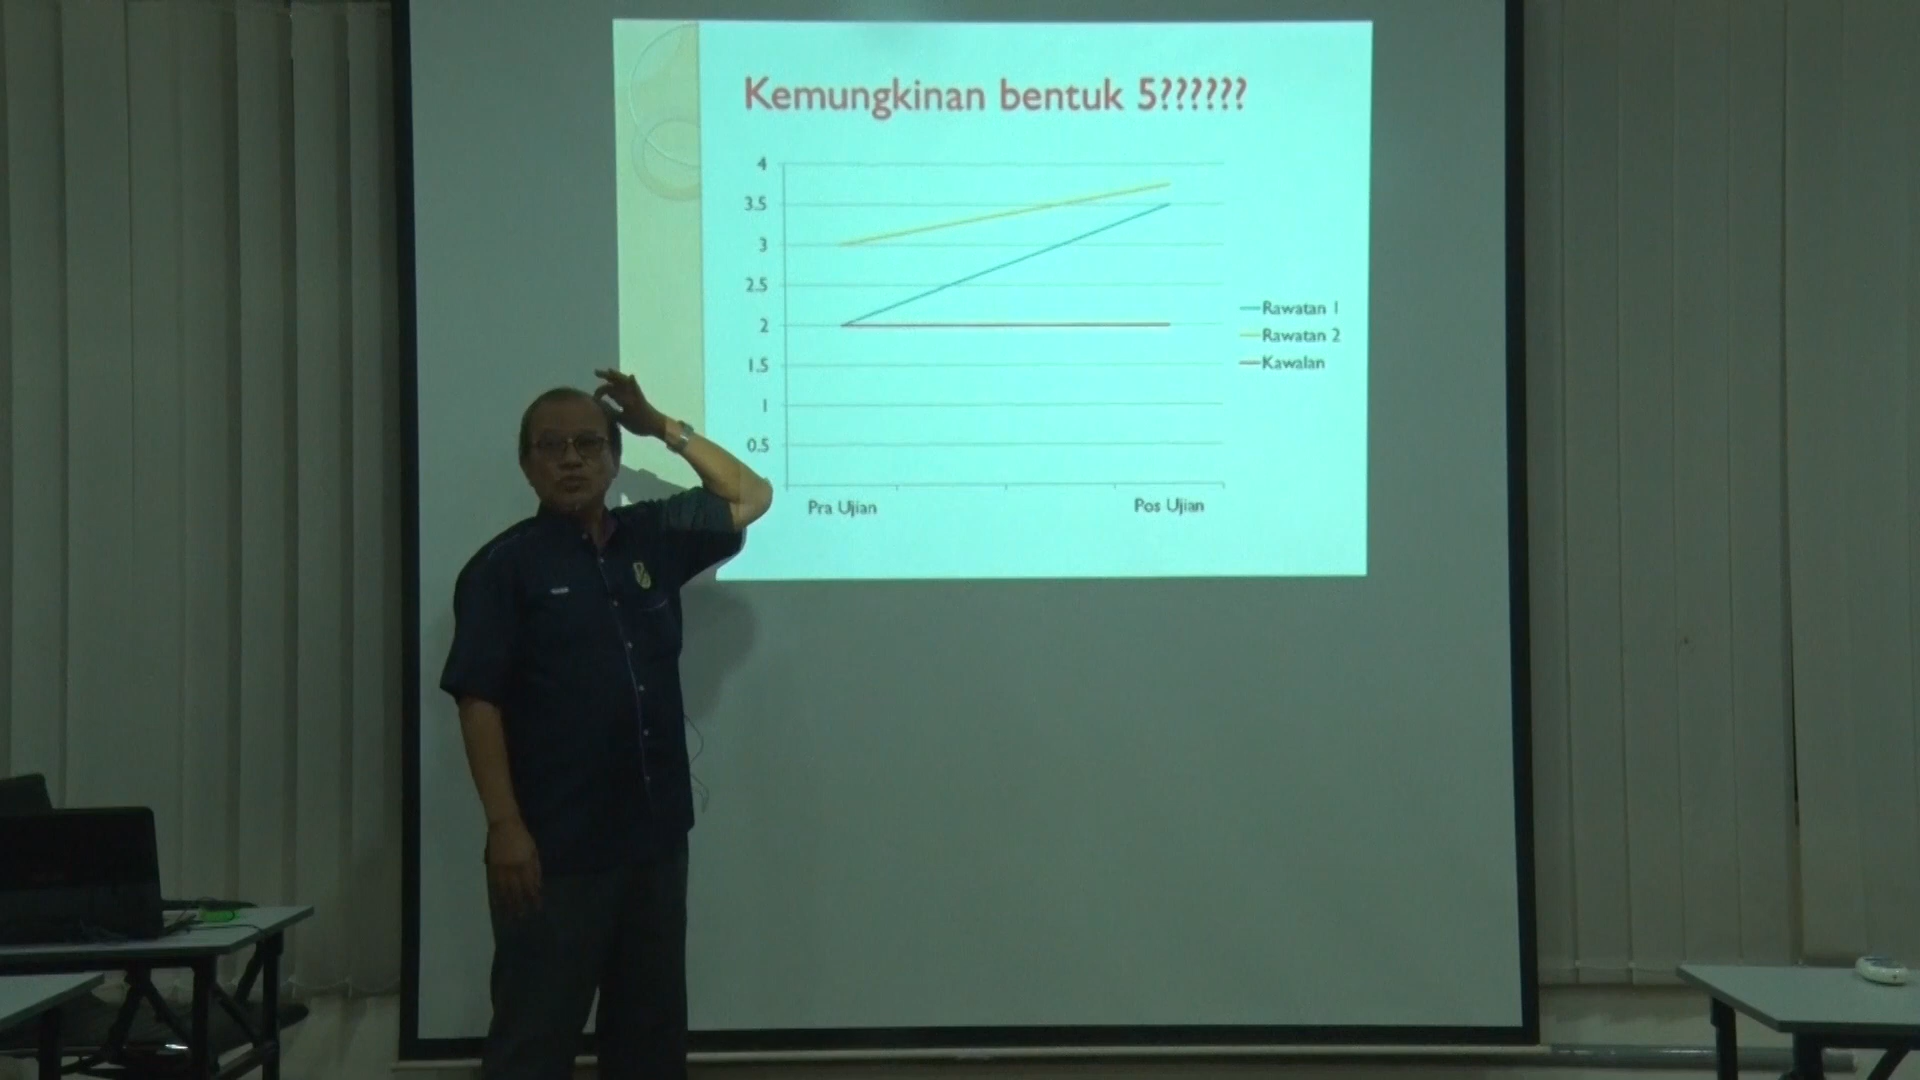 Kemungkinan bentuk 5??????
4
3.5
3
2.5
2
1.5
1
0.5
Pra Ujian
Pos Ujian
Rawatan 1
Rawatan 2
Kawalan